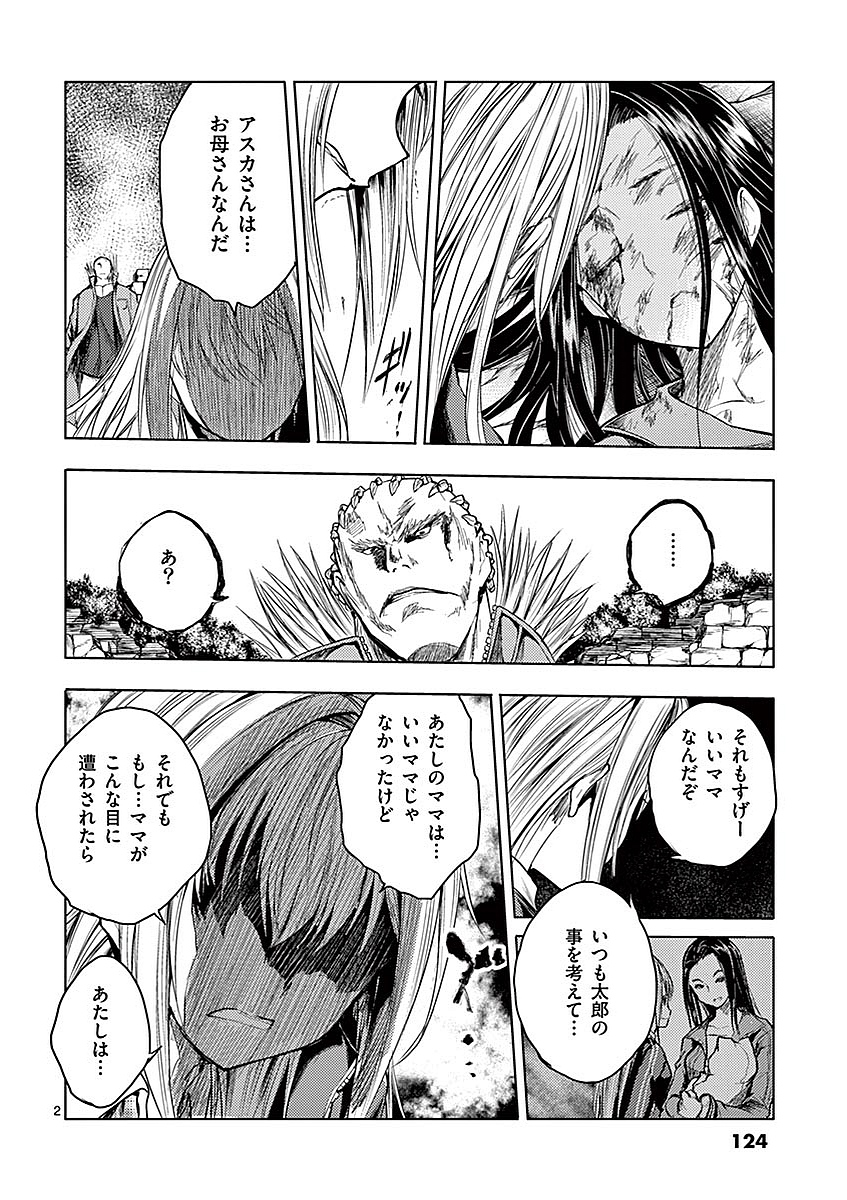 ギッ…
アスカさんは…
お母さんなんだ
……
あ？
それもすげー
いいママ
なんだぞ
いつも太郎の
事を考えて…
あたしのママは…
いいママじゃ
なかったけど
それでも
もし…ママが
こんな目に
遭わされたら
あたしは…
2
124